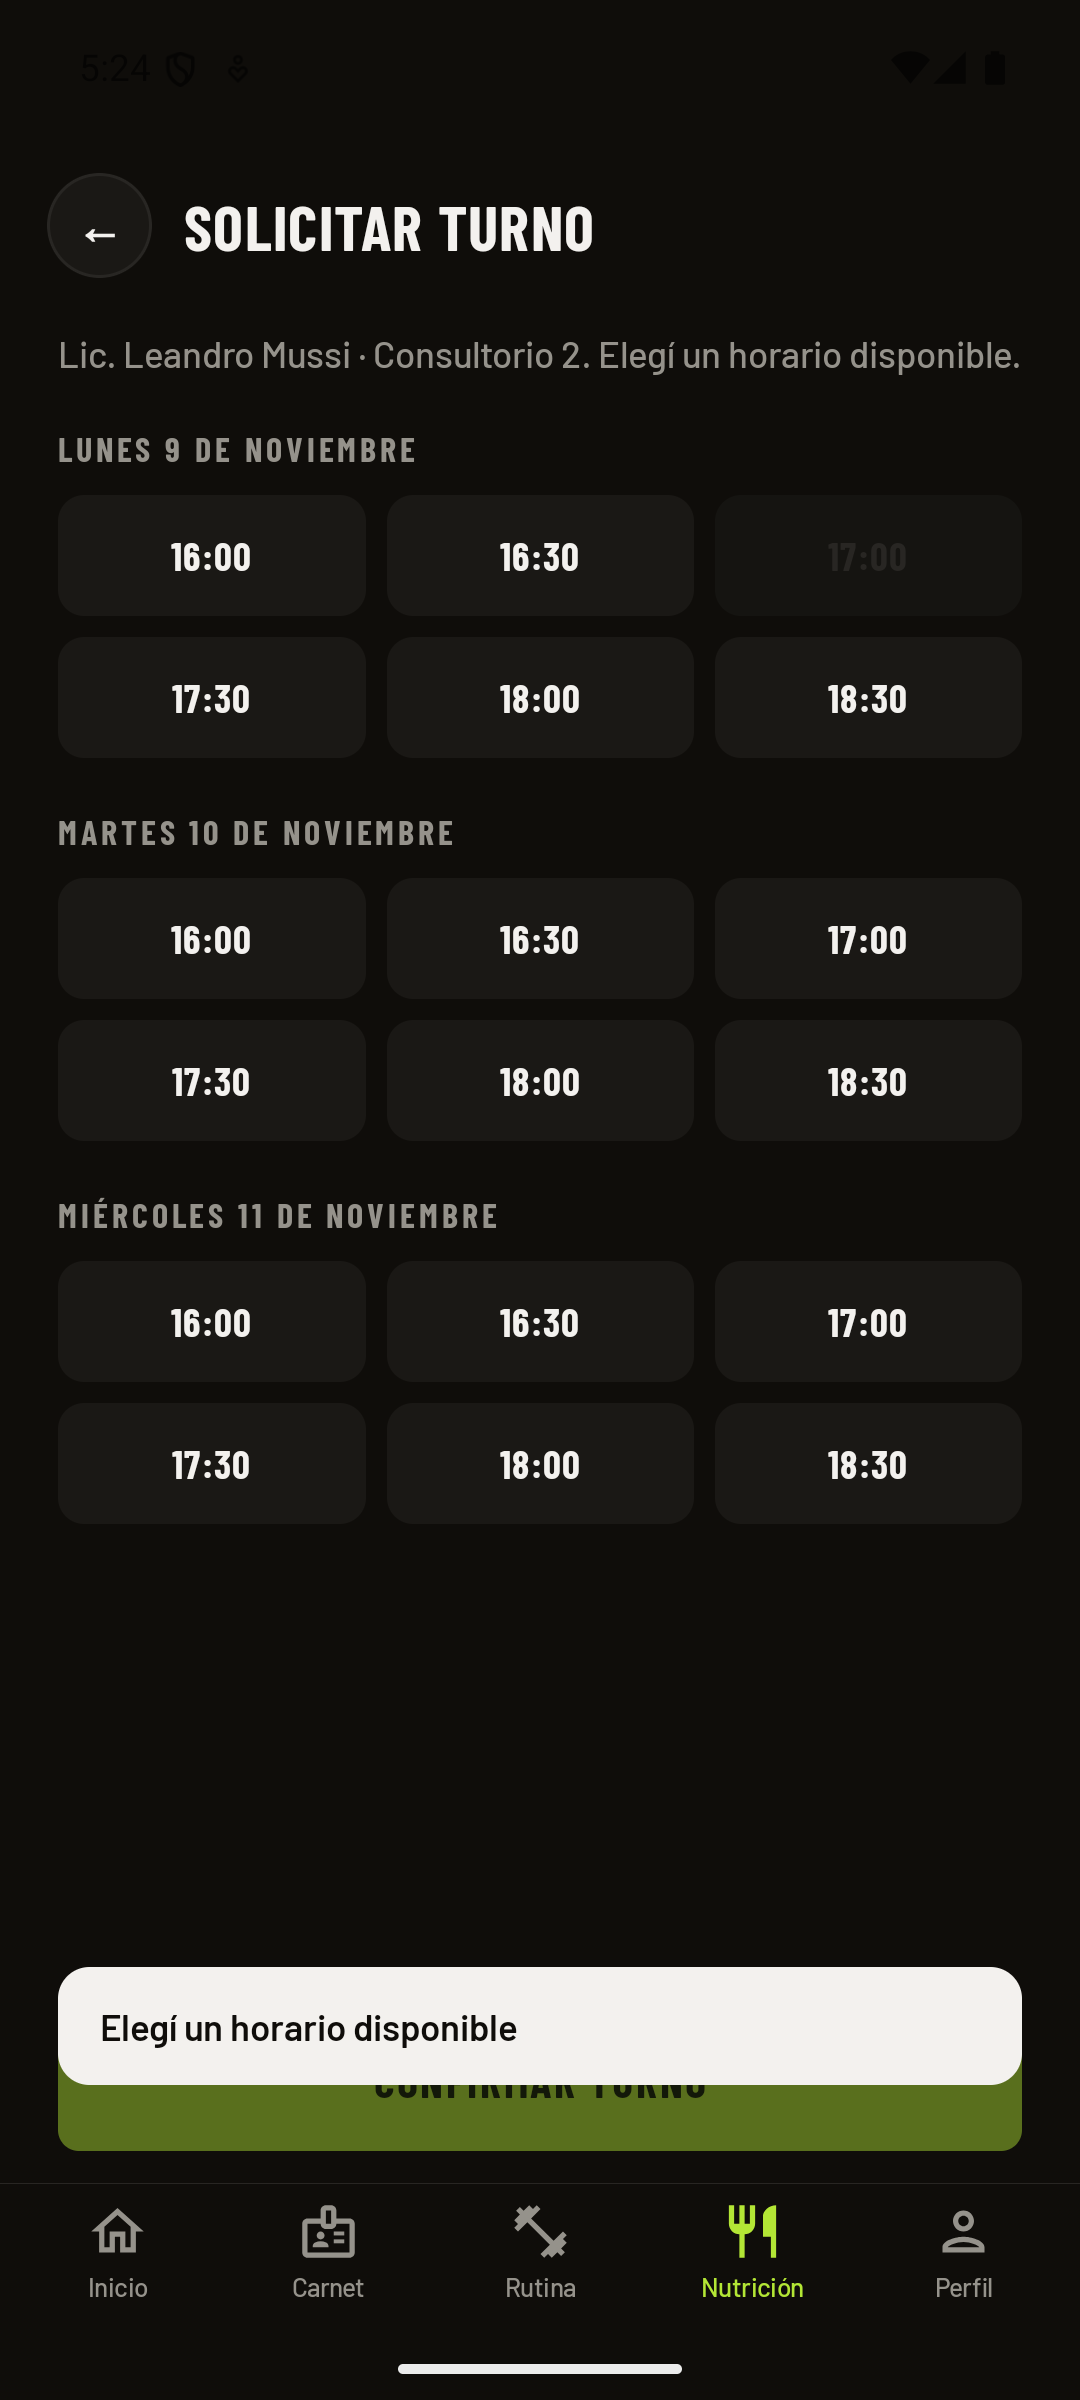 5:24
←
SOLICITAR TURNO
Lic. Leandro Mussi · Consultorio 2. Elegí un horario disponible.
LUNES 9 DE NOVIEMBRE
16:00 16:30 17:00
17:30 18:00 18:30
MARTES 10 DE NOVIEMBRE
16:00 16:30 17:00
17:30 18:00 18:30
MIÉRCOLES 11 DE NOVIEMBRE
16:00 16:30 17:00
17:30 18:00 18:30
Elegí un horario disponible
CONFIRMAR TURNO
Inicio Carnet Rutina Nutrición Perfil